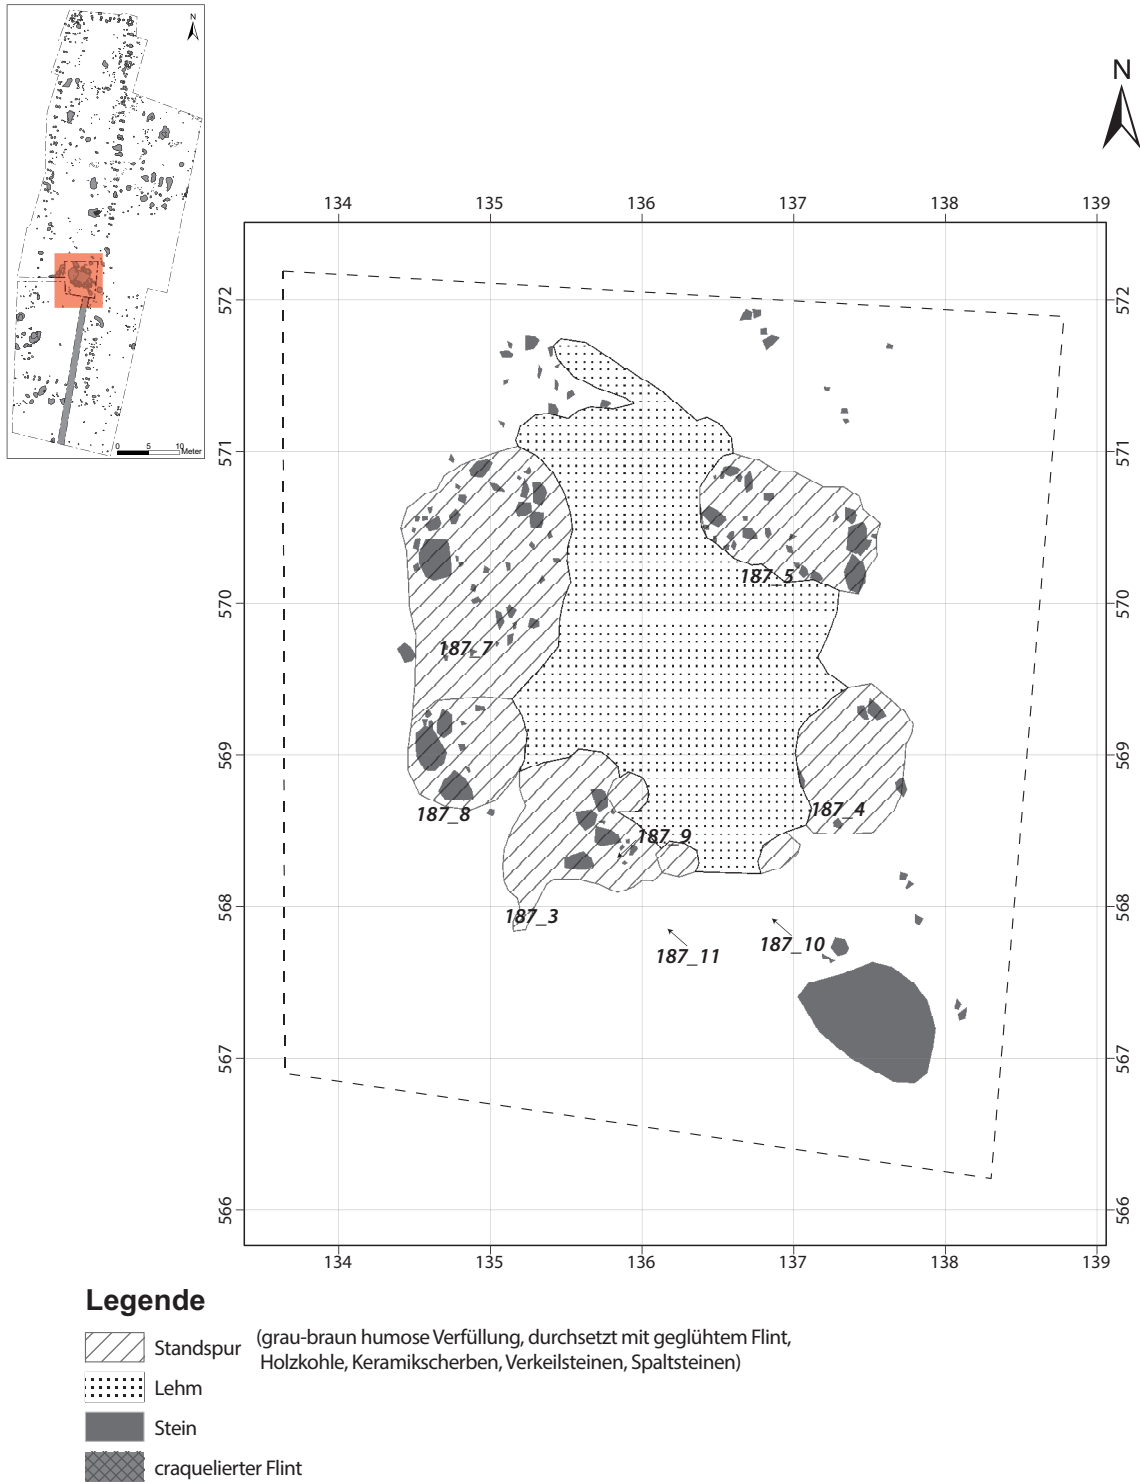 N
0 5 10
Meter
N
134 135 136 137 138 139
572 572
571 571
187_5
570 570
187_7
569 569
187_8 187_4
187_9
568 568
187_3
187_11 187_10
567 567
566 566
134 135 136 137 138 139
Legende
Standspur (grau-braun humose Verfüllung, durchsetzt mit geglühtem Flint,
Holzkohle, Keramikscherben, Verkeilsteinen, Spaltsteinen)
Lehm
Stein
craquelierter Flint